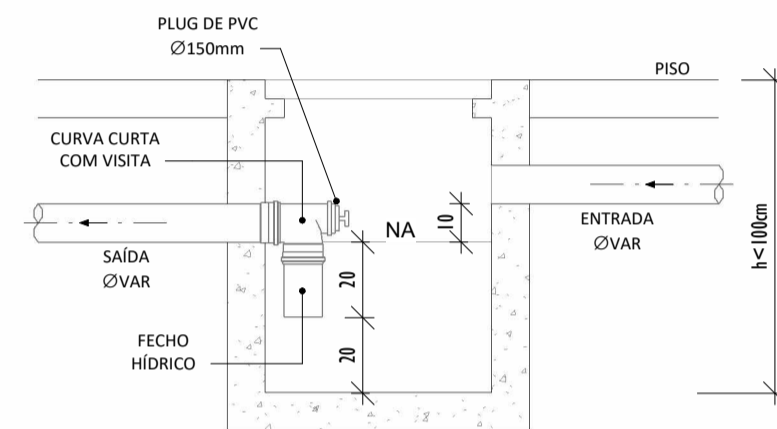 PLUG DE PVC
Ø150mm
PISO
CURVA CURTA
COM VISITA
NA
10
ENTRADA
ØVAR
SAÍDA
ØVAR
20
h<100cm
FECHO
HÍDRICO
20